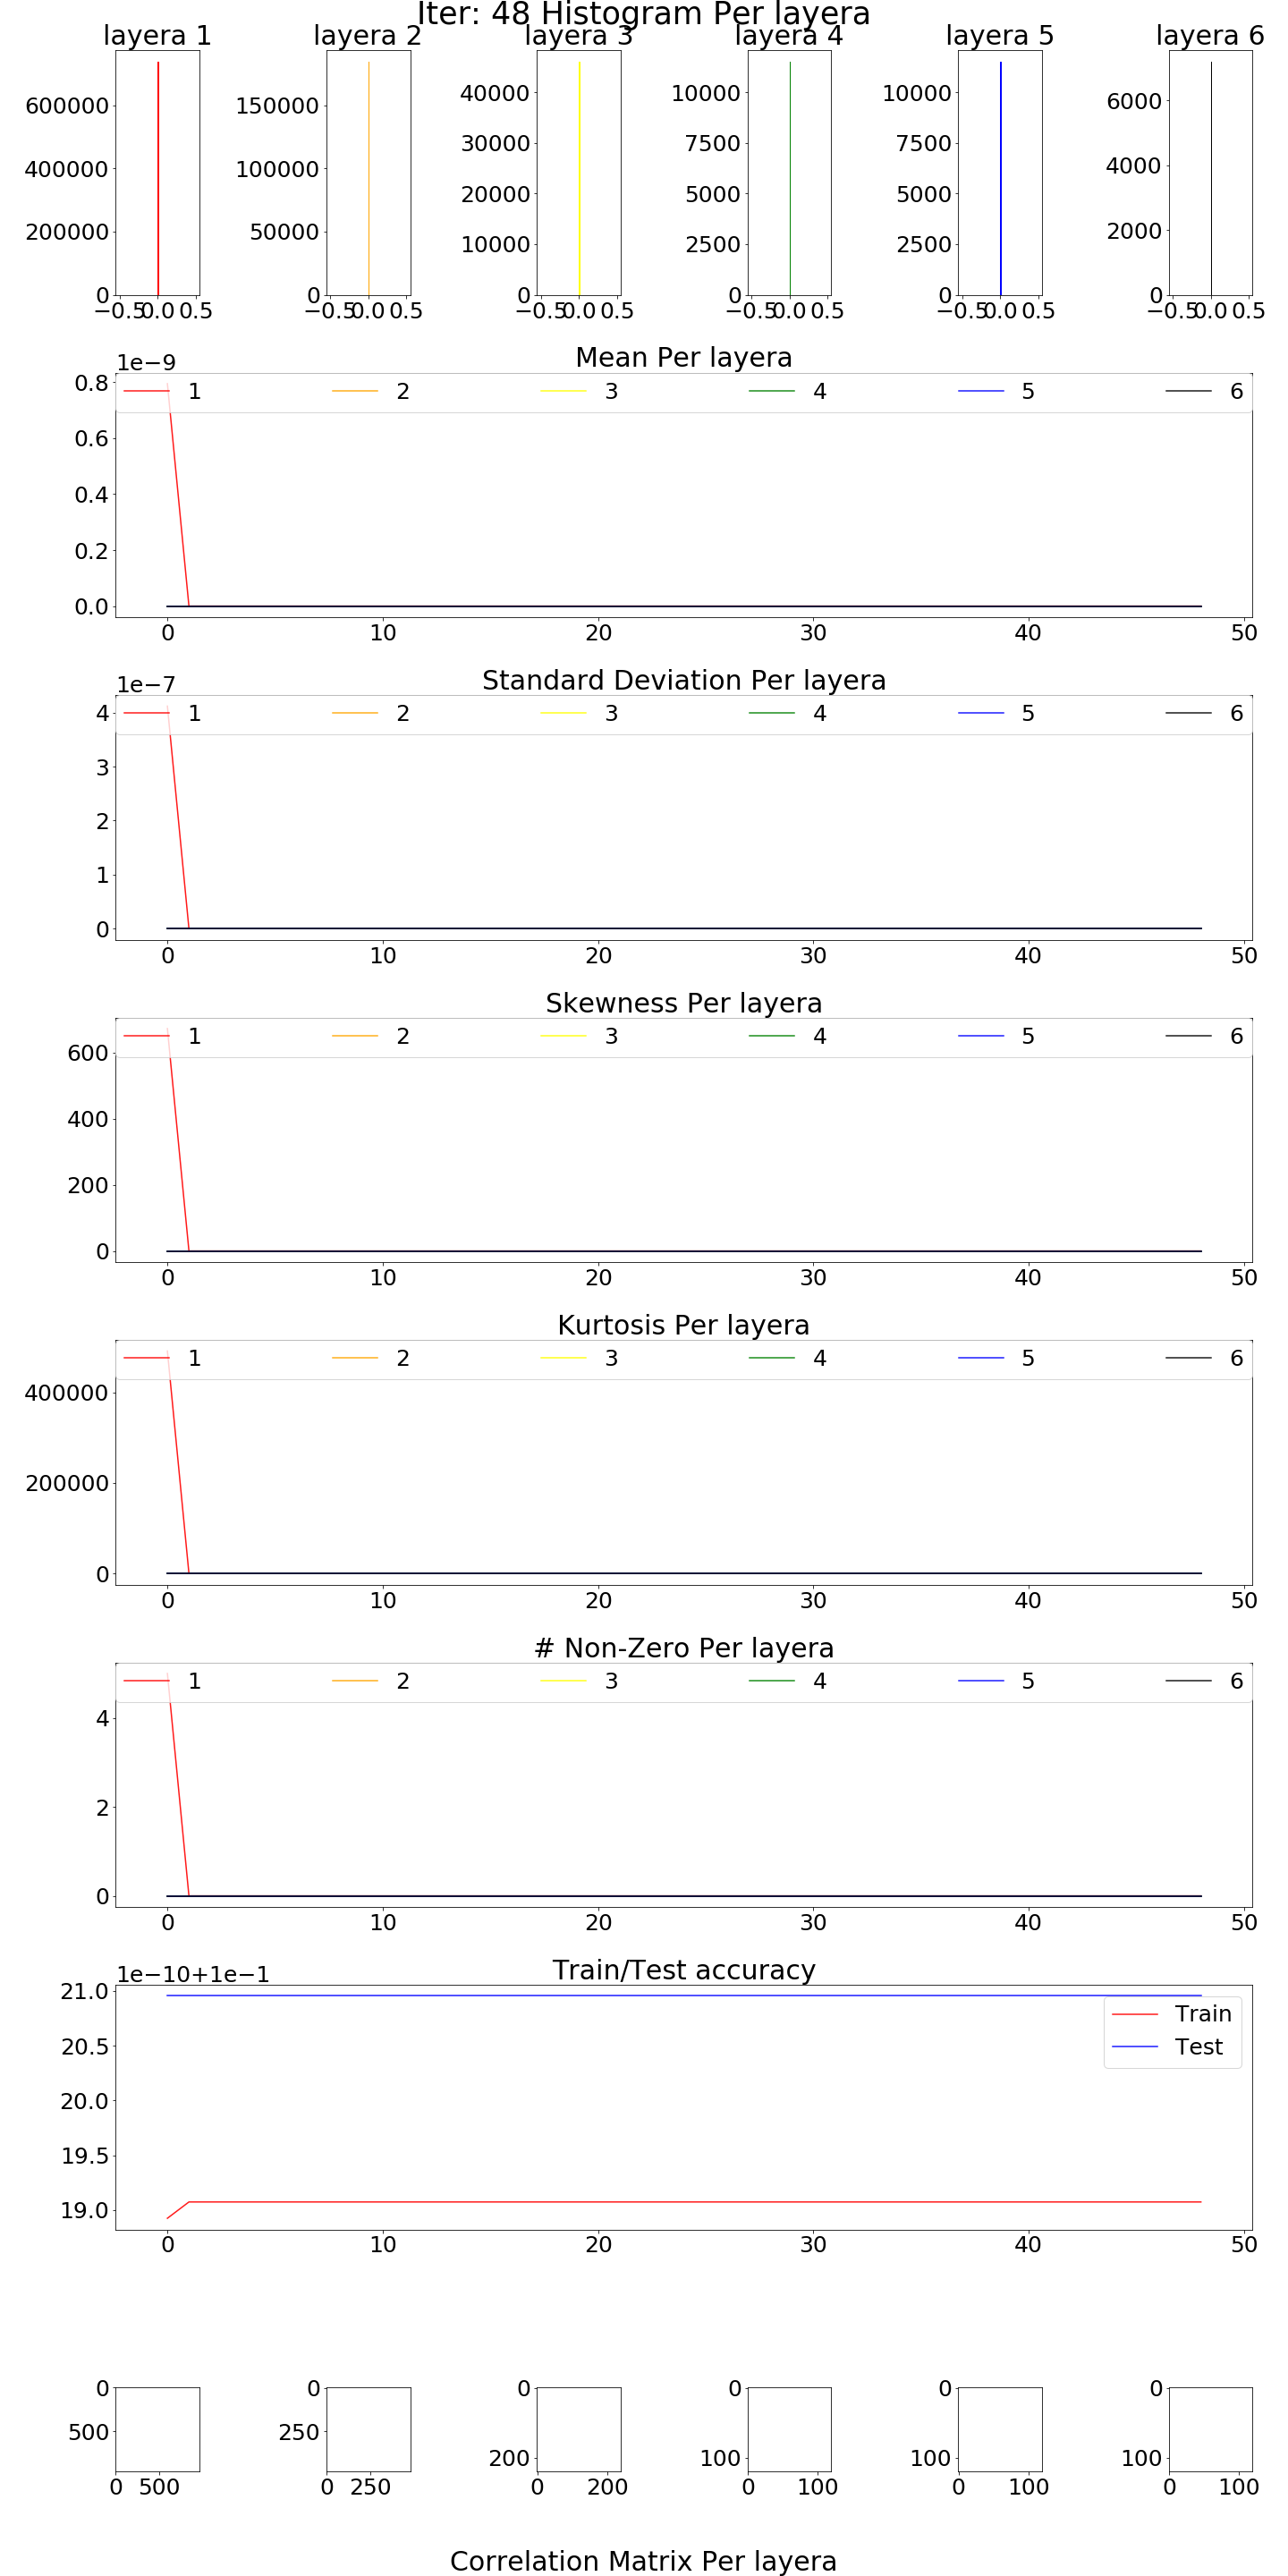 Iter: 48 Histogram Per layera
layera 1 layera 2 layera 3 layera 4 layera 5 layera 6
600000 400000 200000 0
−0.5 0.0 0.5
150000 100000 50000 0
−0.5 0.0 0.5
40000 30000 20000 10000 0
−0.5 0.0 0.5
10000 7500 5000 2500 0
−0.5 0.0 0.5
10000 7500 5000 2500 0
−0.5 0.0 0.5
6000 4000 2000 0
−0.5 0.0 0.5
Mean Per layera
1e−9
1 2 3 4 5 6
0.8
0.6
0.4
0.2
0.0
0 10 20 30 40 50
Standard Deviation Per layera
1e−7
1 2 3 4 5 6
4
3
2
1
0
0 10 20 30 40 50
Skewness Per layera
1 2 3 4 5 6
600
400
200
0
0 10 20 30 40 50
Kurtosis Per layera
1 2 3 4 5 6
400000
200000
0
0 10 20 30 40 50
# Non-Zero Per layera
1 2 3 4 5 6
4
2
0
0 10 20 30 40 50
Train/Test accuracy
1e−10+1e−1
Train
Test
21.0
20.5
20.0
19.5
19.0
0 10 20 30 40 50
0 500
0 500
0 250
0 250
0 200
0 200
0 100
0 100
0 100
0 100
0 100
0 100
Correlation Matrix Per layera